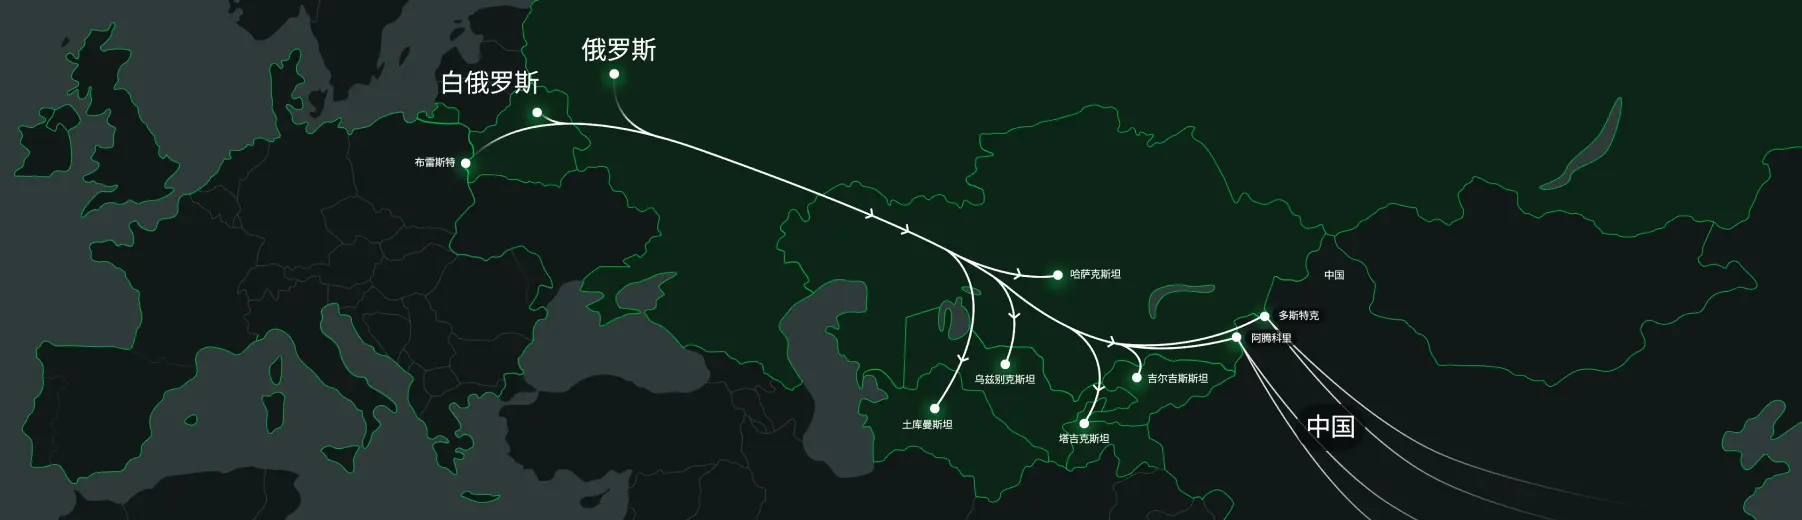 俄罗斯
白俄罗斯
布雷斯特
哈萨克斯坦
中国
多斯特克
阿腾科里
乌兹别克斯坦
吉尔吉斯斯坦
土库曼斯坦
中国
塔吉克斯坦